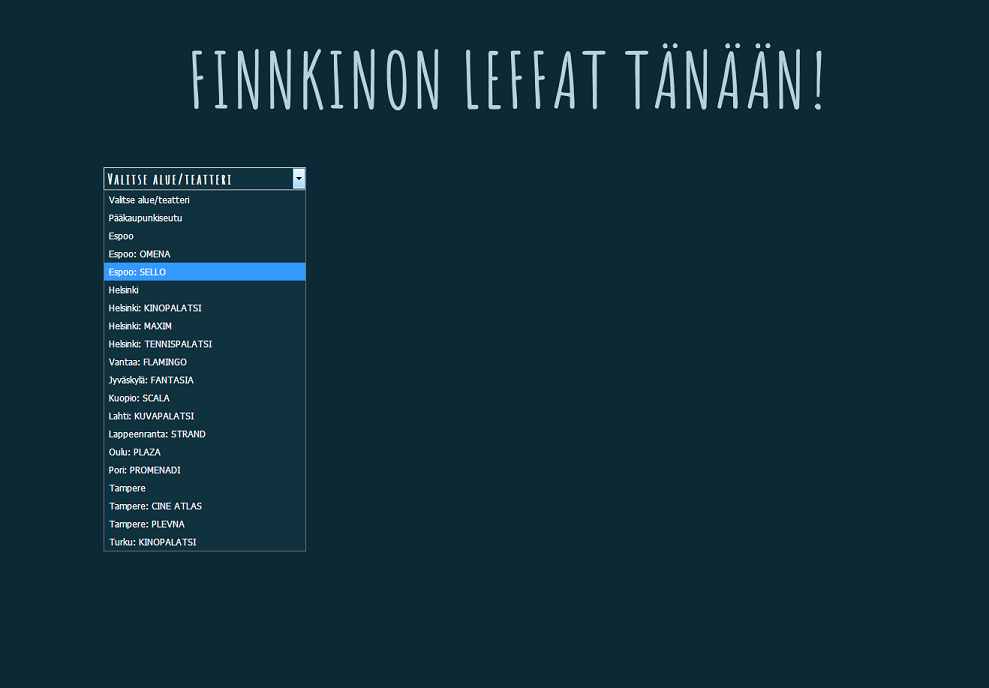 FINNKINON LEFFAT TÄNÄÄN!
Valitse alue/teatteri
Valitse alue/teatteri
Pääkaupunkiseutu
Espoo
Espoo: OMENA
Espoo: SELLO
Helsinki
Helsinki: KINOPALATSI
Helsinki: MAXIM
Helsinki: TENNISPALATSI
Vantaa: FLAMINGO
Jyväskylä: FANTASIA
Kuopio: SCALA
Lahti: KUVAPALATSI
Lappeenranta: STRAND
Oulu: PLAZA
Pori: PROMENADI
Tampere
Tampere: CINE ATLAS
Tampere: PLEVNA
Turku: KINOPALATSI